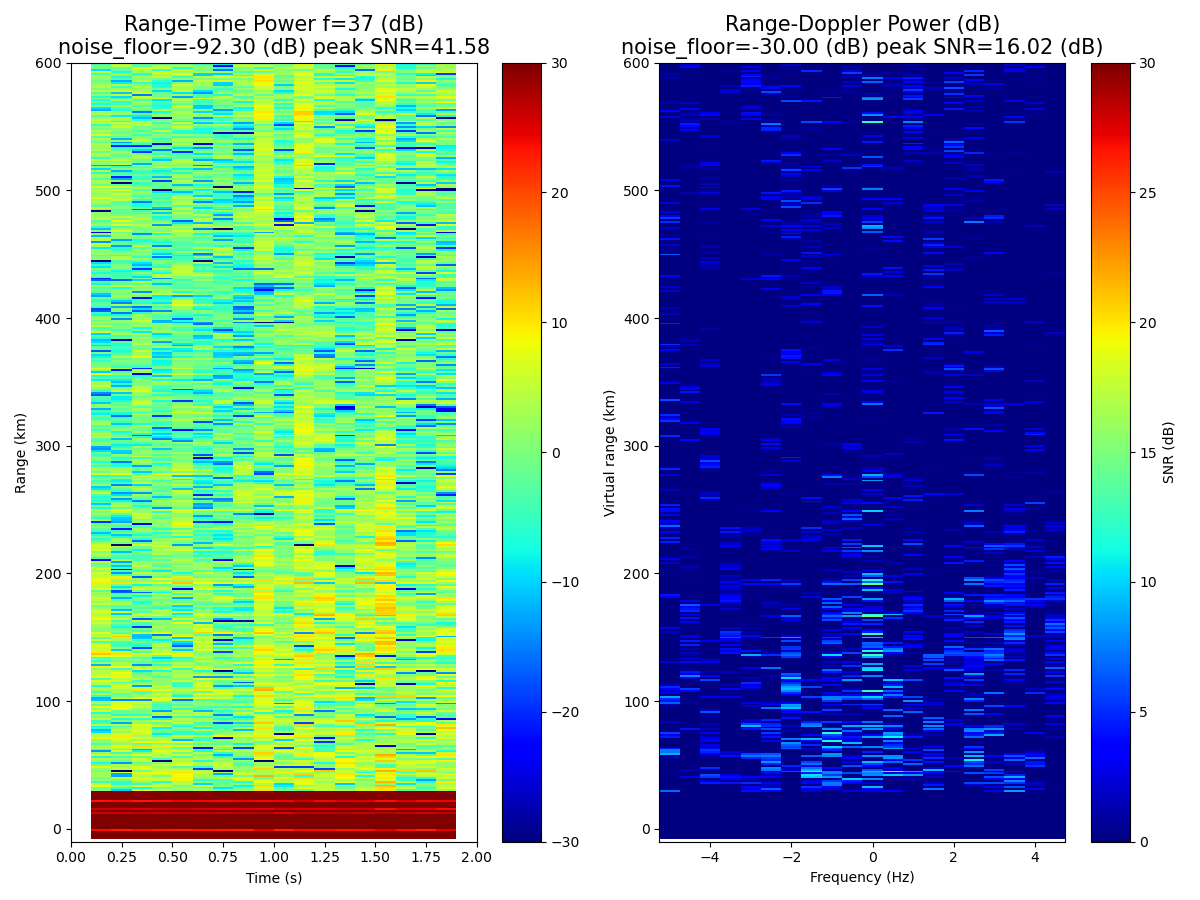 Range-Time Power f=37 (dB)
noise_floor=-92.30 (dB) peak SNR=41.58
600
500
400
300
200
100
0
Range (km)
0.00 0.25 0.50 0.75 1.00 1.25 1.50 1.75 2.00
Time (s)
30
20
10
0
−10
−20
−30
Range-Doppler Power (dB)
noise_floor=-30.00 (dB) peak SNR=16.02 (dB)
600
500
400
300
200
100
0
Virtual range (km)
−4 −2 0 2 4
Frequency (Hz)
30
25
20
15
10
5
0
SNR (dB)